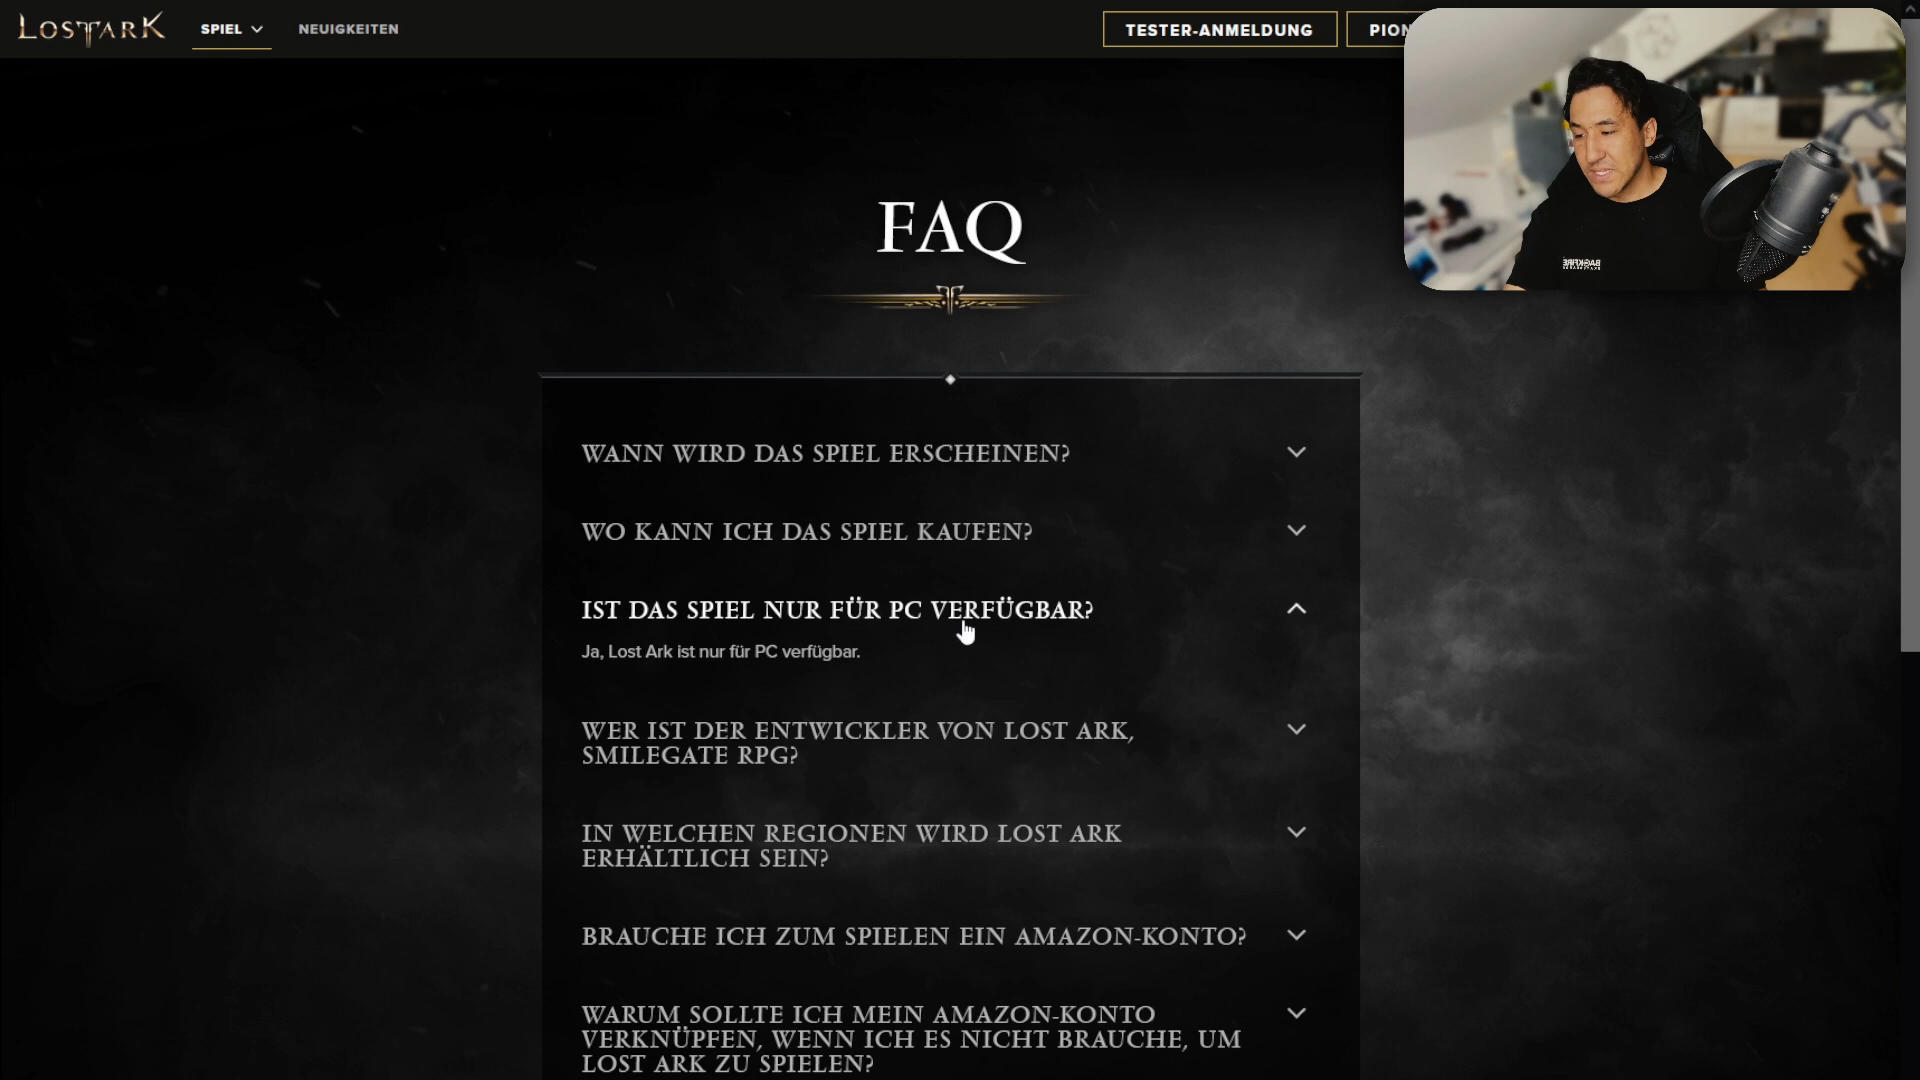 LOST ARK
SPIEL
NEUIGKEITEN
TESTER-ANMELDUNG
FAQ
WANN WIRD DAS SPIEL ERSCHEINEN?
WO KANN ICH DAS SPIEL KAUFEN?
IST DAS SPIEL NUR FÜR PC VERFÜGBAR?
Ja, Lost Ark ist nur für PC verfügbar.
WER IST DER ENTWICKLER VON LOST ARK,
SMILEGATE RPG?
IN WELCHEN REGIONEN WIRD LOST ARK
ERHÄLTLICH SEIN?
BRAUCHE ICH ZUM SPIELEN EIN AMAZON-KONTO?
WARUM SOLLTE ICH MEIN AMAZON-KONTO
VERKNÜPFEN, WENN ICH ES NICHT BRAUCHE, UM
LOST ARK ZU SPIELEN?